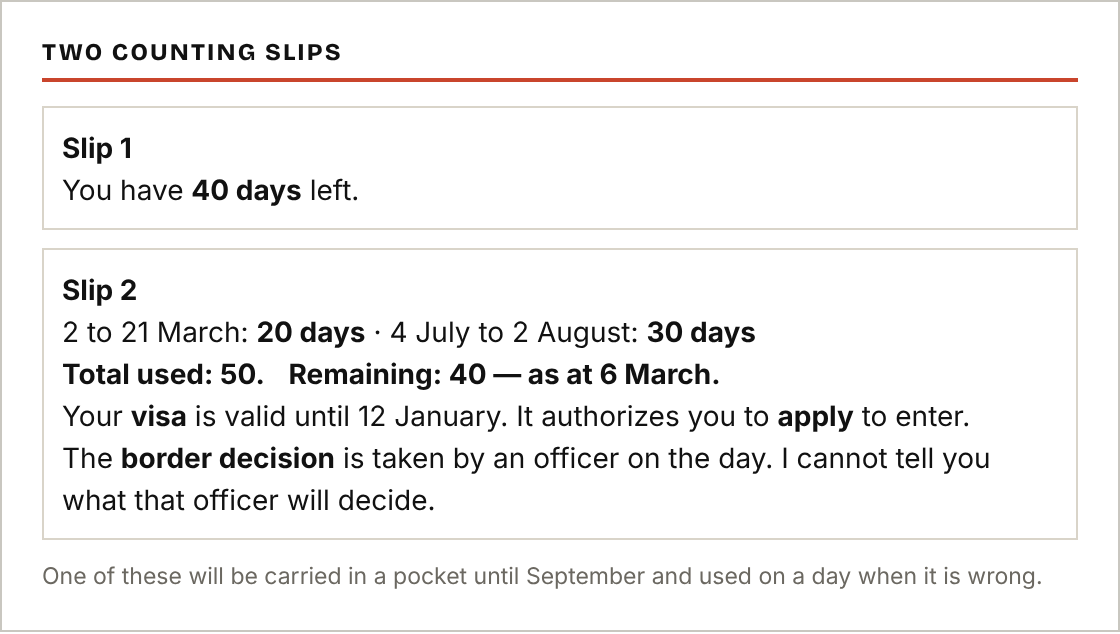 TWO COUNTING SLIPS
Slip 1
You have 40 days left.
Slip 2
2 to 21 March: 20 days · 4 July to 2 August: 30 days
Total used: 50. Remaining: 40 — as at 6 March.
Your visa is valid until 12 January. It authorizes you to apply to enter.
The border decision is taken by an officer on the day. I cannot tell you
what that officer will decide.
One of these will be carried in a pocket until September and used on a day when it is wrong.